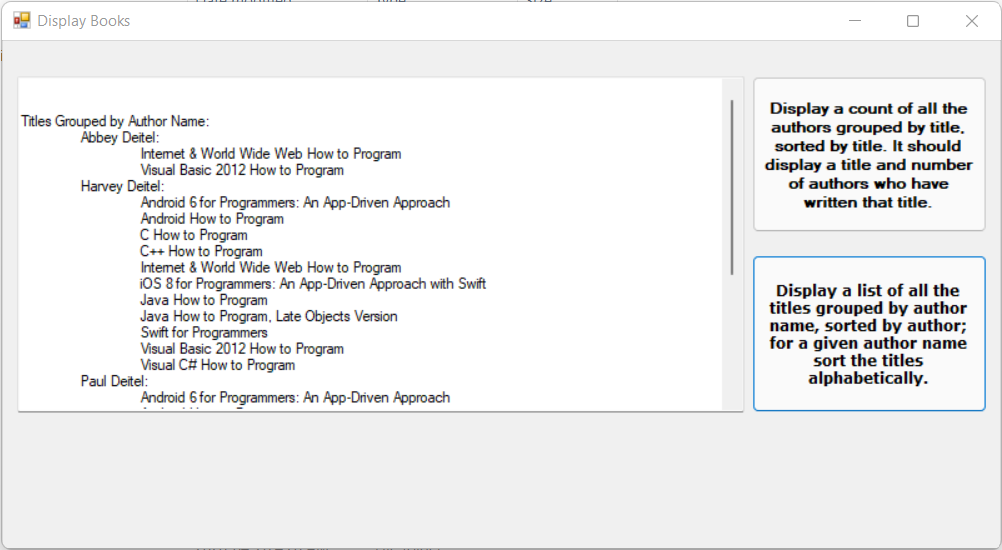 Display Books
Titles Grouped by Author Name:
Abbey Deitel:
Internet & World Wide Web How to Program
Visual Basic 2012 How to Program
Harvey Deitel:
Android 6 for Programmers: An App-Driven Approach
Android How to Program
C How to Program
C++ How to Program
Internet & World Wide Web How to Program
iOS 8 for Programmers: An App-Driven Approach with Swift
Java How to Program
Java How to Program, Late Objects Version
Swift for Programmers
Visual Basic 2012 How to Program
Visual C# How to Program
Paul Deitel:
Android 6 for Programmers: An App-Driven Approach
Display a count of all the
authors grouped by title,
sorted by title. It should
display a title and number
of authors who have
written that title.
Display a list of all the
titles grouped by author
name, sorted by author;
for a given author name
sort the titles
alphabetically.